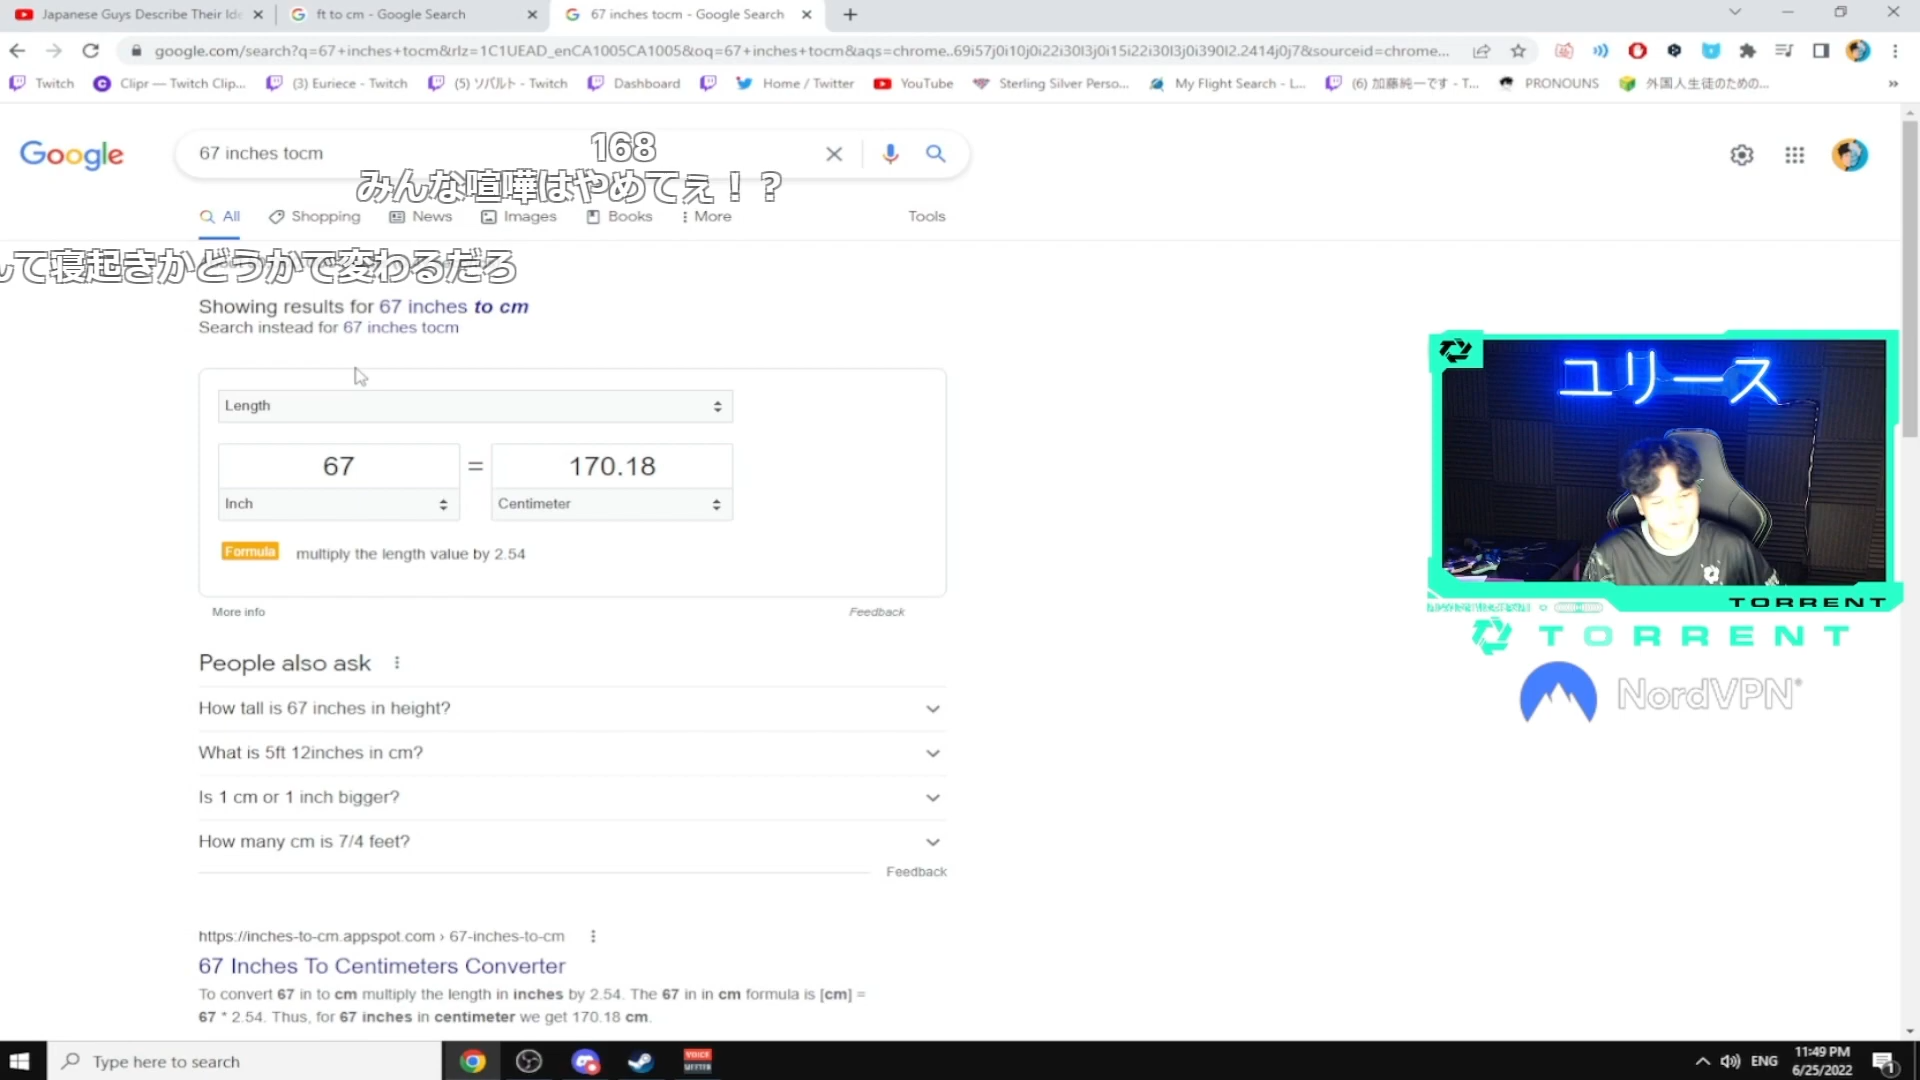 Japanese Guys Describe Their Ide
ft to cm - Google Search
67 inches tocm - Google Search
google.com/search?q=67+inches+tocm&rlz=1C1UEAD_enCA1005CA1005&oq=67+inches+tocm&aqs=chrome..69i57j0i10j0i22i30l3j0i15i22i30l3j0i390l2.2414j0j7&sourceid=chrome...
Twitch
Clipr — Twitch Clip...
(3) Euriece - Twitch
(5) ソバルト - Twitch
Dashboard
Home / Twitter
YouTube
Sterling Silver Perso...
My Flight Search - L...
(6) 加藤純一です - T...
PRONOUNS
外国人生徒のための...
Google
67 inches tocm
168
みんな喧嘩はやめてぇ！？
All
Shopping
News
Images
Books
More
Tools
て寝起きかどうかで変わるだろ
Showing results for 67 inches to cm
Search instead for 67 inches tocm
Length
67 = 170.18
Inch
Centimeter
Formula multiply the length value by 2.54
More info
Feedback
People also ask
How tall is 67 inches in height?
What is 5ft 12inches in cm?
Is 1 cm or 1 inch bigger?
How many cm is 7/4 feet?
Feedback
https://inches-to-cm.appspot.com › 67-inches-to-cm
67 Inches To Centimeters Converter
To convert 67 in to cm multiply the length in inches by 2.54. The 67 in in cm formula is [cm] =
67 * 2.54. Thus, for 67 inches in centimeter we get 170.18 cm.
ユリース
TORRENT
TORRENT
NordVPN®
Type here to search
VOICE
MEETER
ENG
11:49 PM
6/25/2022
1